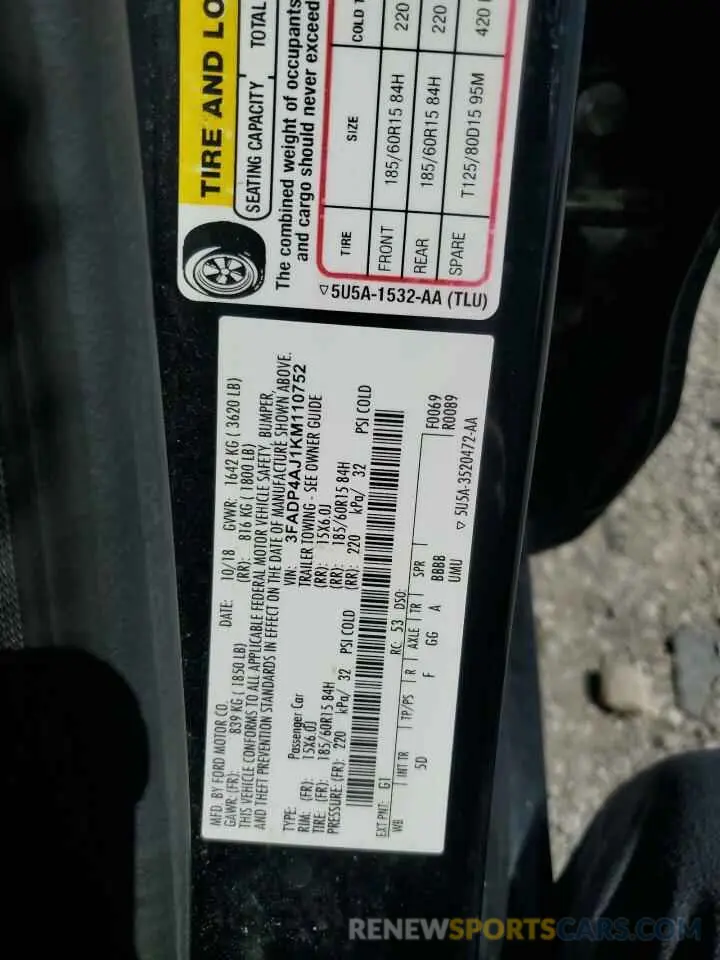 TIRE AND LO
SEATING CAPACITY
TOTAL
The combined weight of occupants
and cargo should never exceed
TIRE SIZE COLD T
FRONT 185/60R15 84H 220
REAR 185/60R15 84H 220
SPARE T125/80D15 95M 420
▽5U5A-1532-AA (TLU)
MFD. BY FORD MOTOR CO. DATE: 10/18 GVWR: 1642 KG ( 3620 LB)
GAWR: (FR): 839 KG ( 1850 LB) (RR): 816 KG ( 1800 LB)
THIS VEHICLE CONFORMS TO ALL APPLICABLE FEDERAL MOTOR VEHICLE SAFETY, BUMPER,
AND THEFT PREVENTION STANDARDS IN EFFECT ON THE DATE OF MANUFACTURE SHOWN ABOVE.
VIN: 3FADP4AJ1KM110752
TYPE: Passenger Car TRAILER TOWING - SEE OWNER GUIDE
RIM: (FR): 15X6.0J (RR): 15X6.0J
TIRE: (FR): 185/60R15 84H (RR): 185/60R15 84H
PRESSURE: (FR): 220 kPa/ 32 PSI COLD (RR): 220 kPa/ 32 PSI COLD
EXT PNT: G1 RC: 53 DSO: F0069
R0089
WB INT TR TP/PS R AXLE TR SPR
5D F GG A BBBB
UMU
▽ 5U5A-3520472-AA
RENEWSPORTSCARS.COM